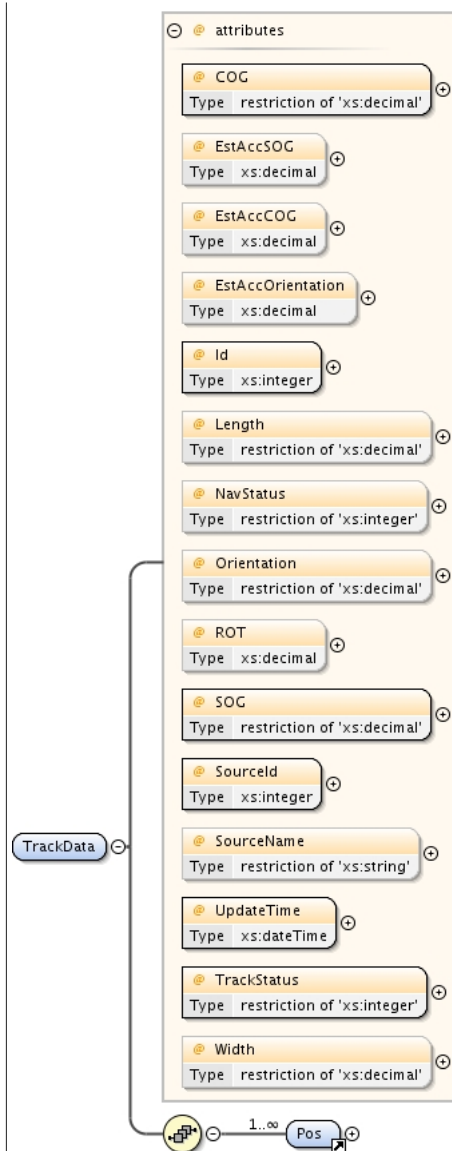 @ attributes
@ COG
Type restriction of 'xs:decimal'
@ EstAccSOG
Type xs:decimal
@ EstAccCOG
Type xs:decimal
@ EstAccOrientation
Type xs:decimal
@ Id
Type xs:integer
@ Length
Type restriction of 'xs:decimal'
@ NavStatus
Type restriction of 'xs:integer'
@ Orientation
Type restriction of 'xs:decimal'
@ ROT
Type xs:decimal
@ SOG
Type restriction of 'xs:decimal'
@ SourceId
Type xs:integer
@ SourceName
Type restriction of 'xs:string'
TrackData
@ UpdateTime
Type xs:dateTime
@ TrackStatus
Type restriction of 'xs:integer'
@ Width
Type restriction of 'xs:decimal'
1..∞
Pos